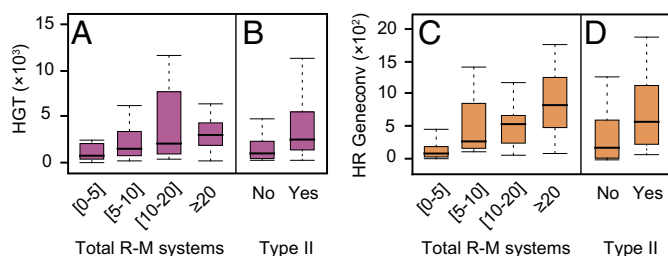 A
B
HGT (×10³)
15
10
5
0
[0-5]
[5-10]
[10-20]
≥20
No
Yes
Total R-M systems
Type II
C
D
HR Geneconv (×10²)
20
15
10
5
0
[0-5]
[5-10]
[10-20]
≥20
No
Yes
Total R-M systems
Type II